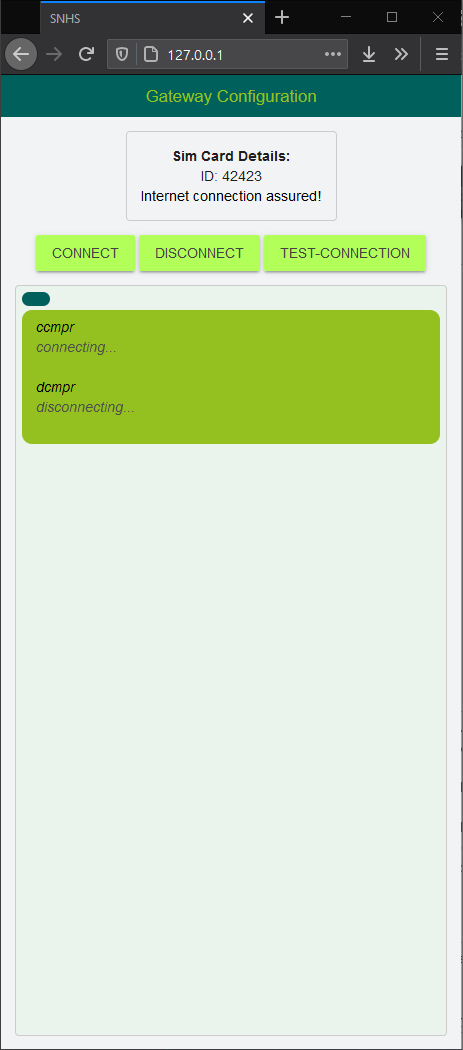 SNHS
127.0.0.1
Gateway Configuration
Sim Card Details:
ID: 42423
Internet connection assured!
CONNECT DISCONNECT TEST-CONNECTION
ccmpr
connecting...
dcmpr
disconnecting...